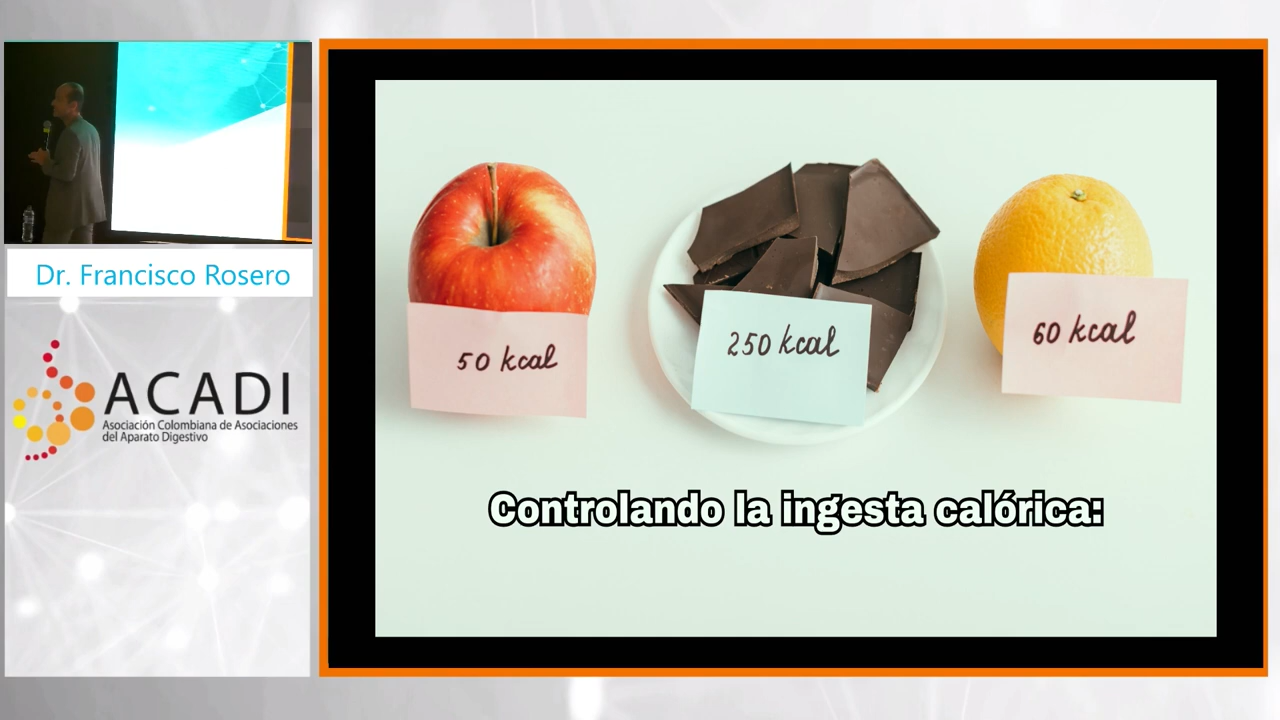 Dr. Francisco Rosero
ACADI
Asociación Colombiana de Asociaciones
del Aparato Digestivo
50 kcal
250 kcal
60 kcal
Controlando la ingesta calórica: